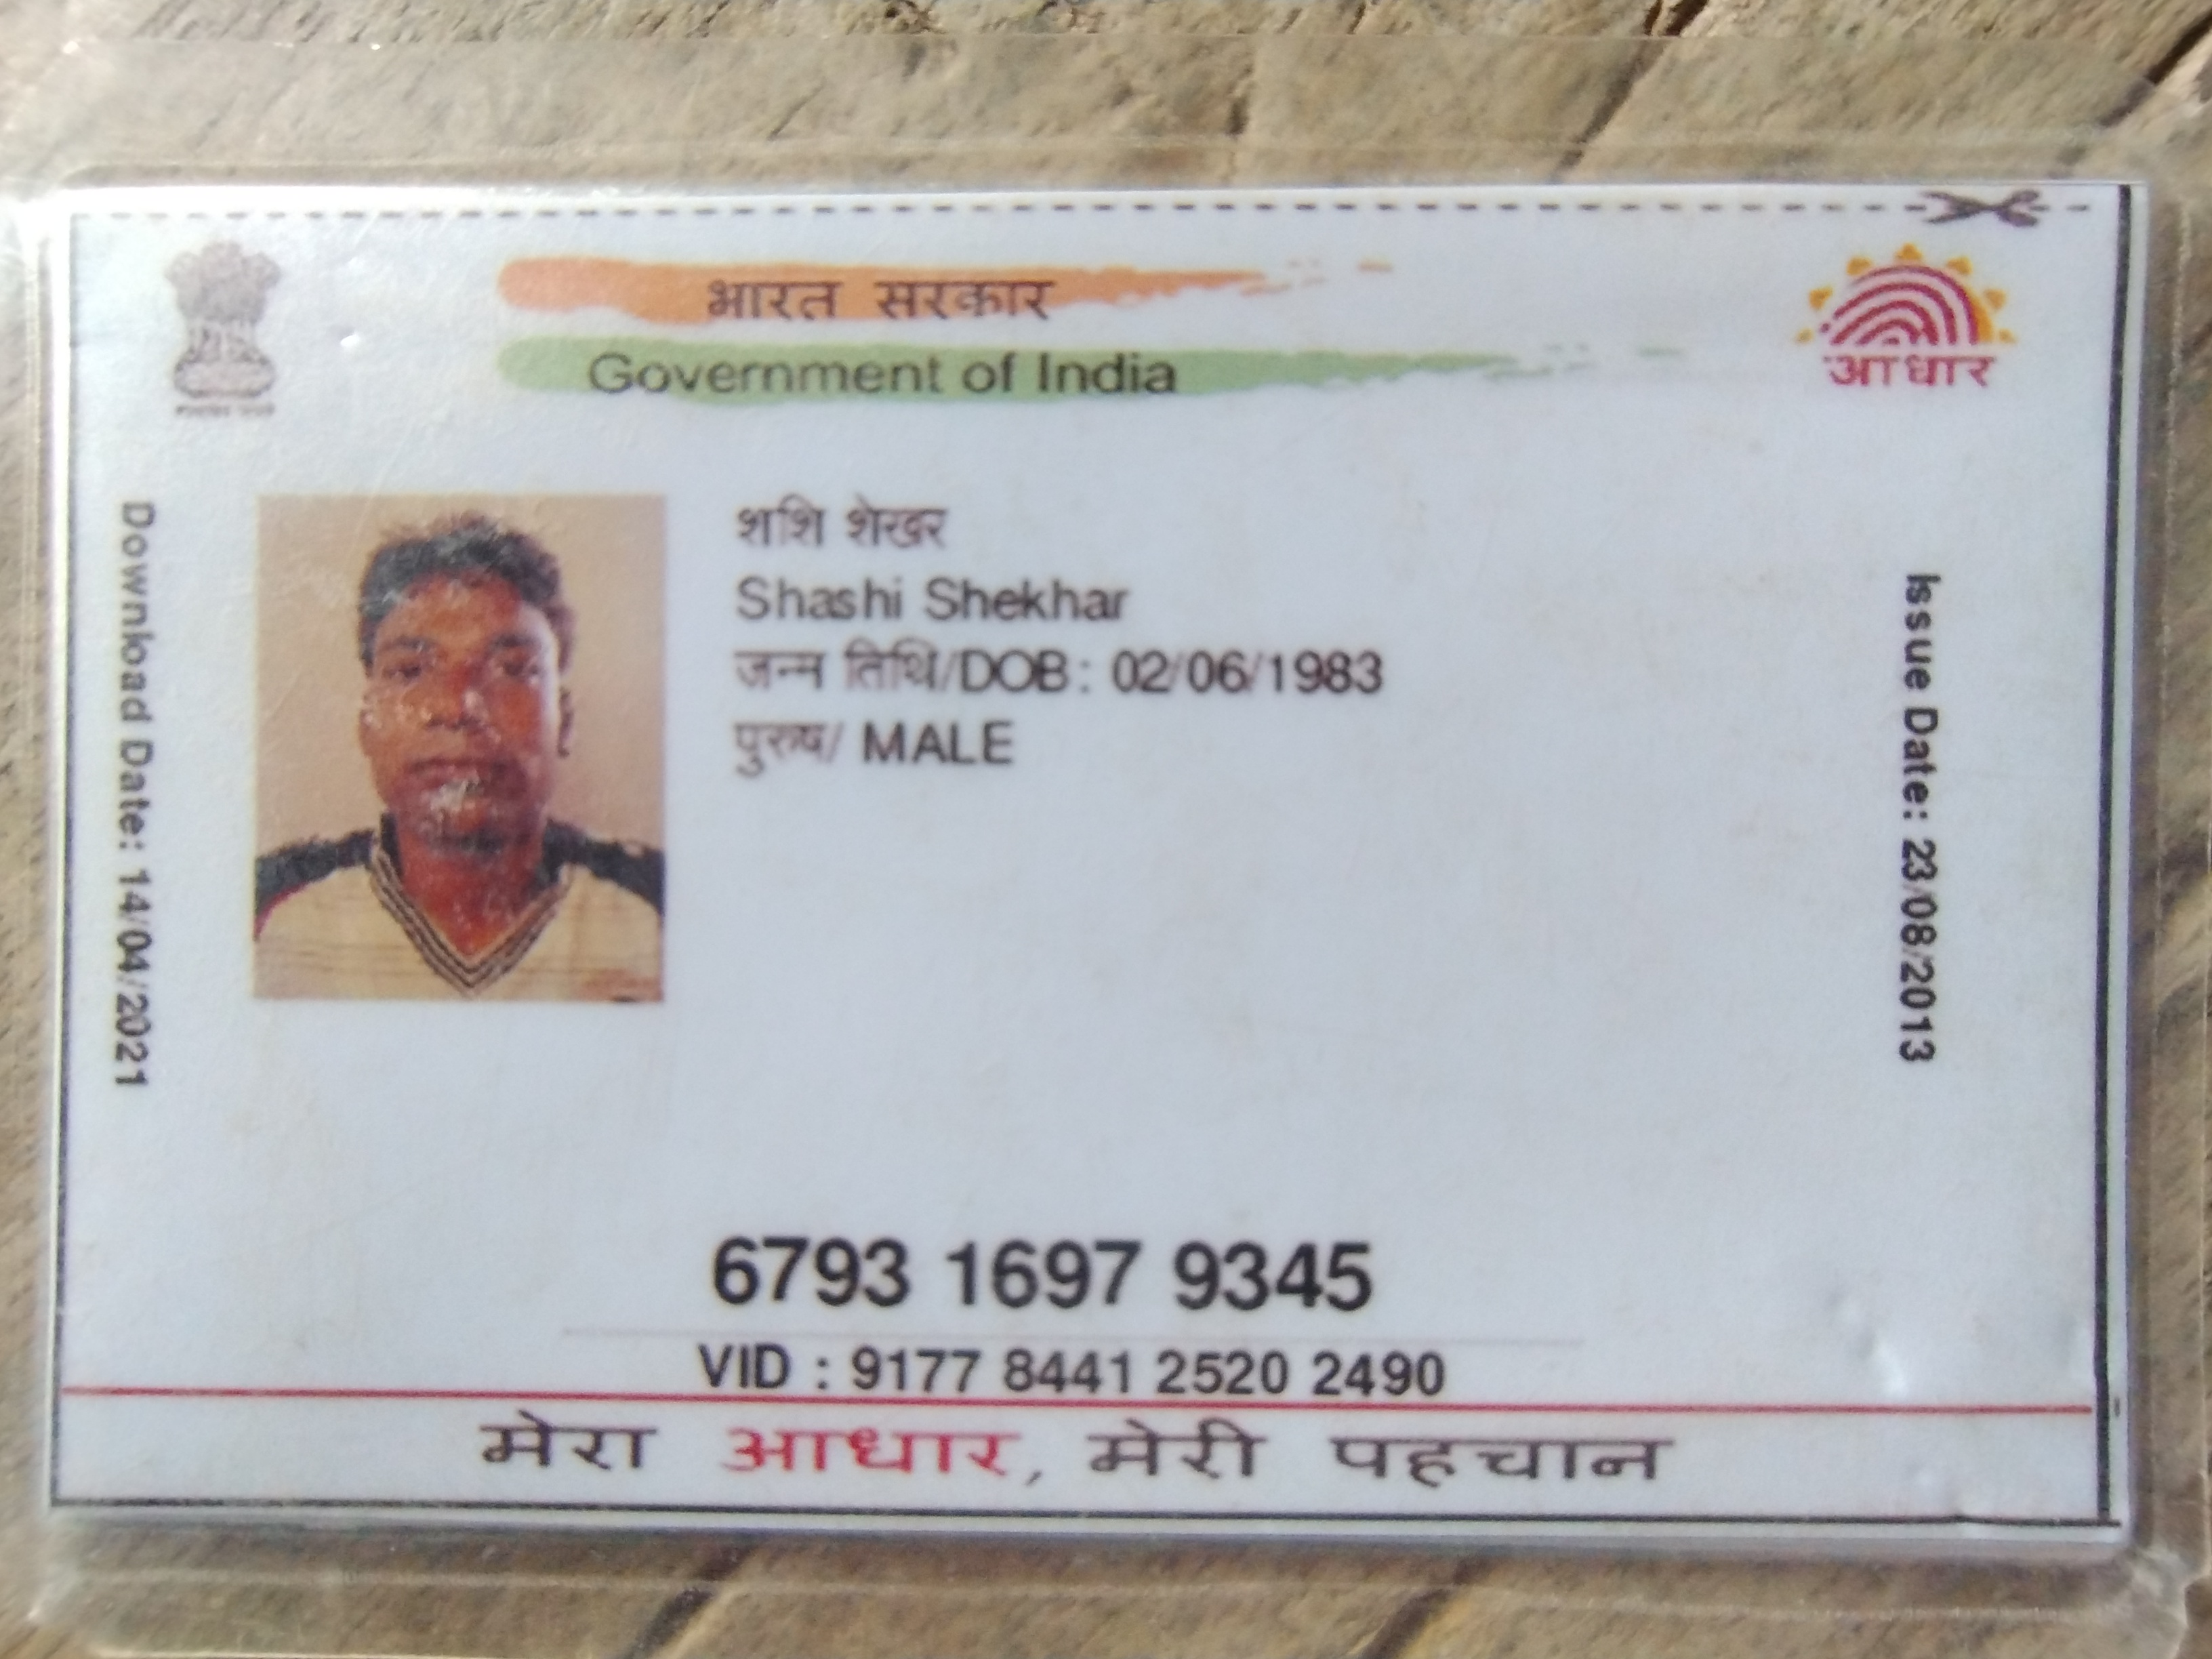 भारत सरकार
Government of India
आधार
Download Date: 14/04/2021
शशि शेखर
Shashi Shekhar
जन्म तिथि/DOB: 02/06/1983
पुरुष/ MALE
Issue Date: 23/08/2013
6793 1697 9345
VID : 9177 8441 2520 2490
मेरा आधार, मेरी पहचान